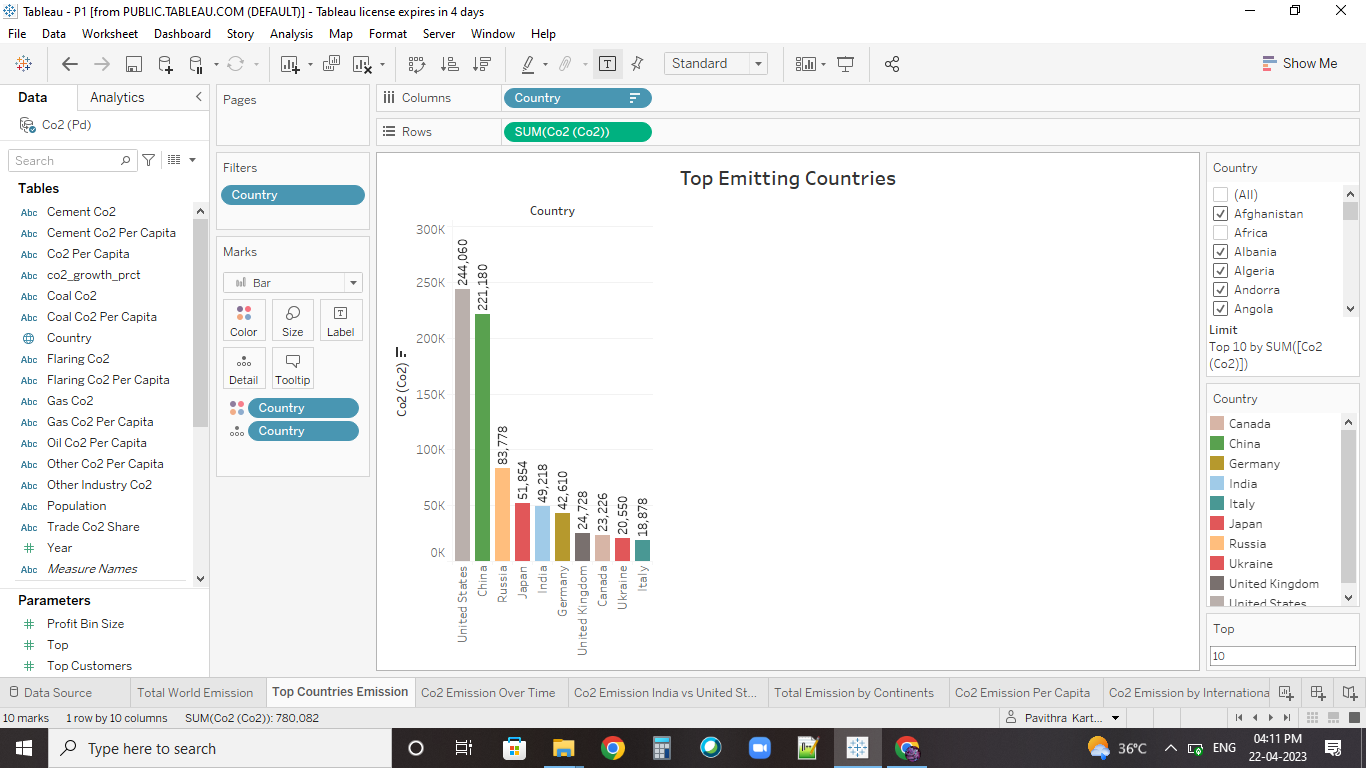 Tableau - P1 [from PUBLIC.TABLEAU.COM (DEFAULT)] - Tableau license expires in 4 days
File Data Worksheet Dashboard Story Analysis Map Format Server Window Help
Standard
Show Me
Data Analytics
Co2 (Pd)
Search
Tables
Abc Cement Co2
Abc Cement Co2 Per Capita
Abc Co2 Per Capita
Abc co2_growth_prct
Abc Coal Co2
Abc Coal Co2 Per Capita
Country
Abc Flaring Co2
Abc Flaring Co2 Per Capita
Abc Gas Co2
Abc Gas Co2 Per Capita
Abc Oil Co2 Per Capita
Abc Other Co2 Per Capita
Abc Other Industry Co2
Abc Population
Abc Trade Co2 Share
# Year
Abc Measure Names
Parameters
# Profit Bin Size
# Top
# Top Customers
Pages
Filters
Country
Marks
Bar
Color Size Label
Detail Tooltip
Country
Country
Columns Country
Rows SUM(Co2 (Co2))
Top Emitting Countries
Country
Co2 (Co2)
300K
250K
200K
150K
100K
50K
0K
244,060
221,180
83,778
51,854
49,218
42,610
24,728
23,226
20,550
18,878
United States
China
Russia
Japan
India
Germany
United Kingdom
Canada
Ukraine
Italy
Country
(All)
Afghanistan
Africa
Albania
Algeria
Andorra
Angola
Limit
Top 10 by SUM([Co2
(Co2)])
Country
Canada
China
Germany
India
Italy
Japan
Russia
Ukraine
United Kingdom
United States
Top
10
Data Source Total World Emission Top Countries Emission Co2 Emission Over Time Co2 Emission India vs United St... Total Emission by Continents Co2 Emission Per Capita Co2 Emission by Internationa
10 marks 1 row by 10 columns SUM(Co2 (Co2)): 780,082 Pavithra Kart...
Type here to search
36°C ENG
04:11 PM
22-04-2023